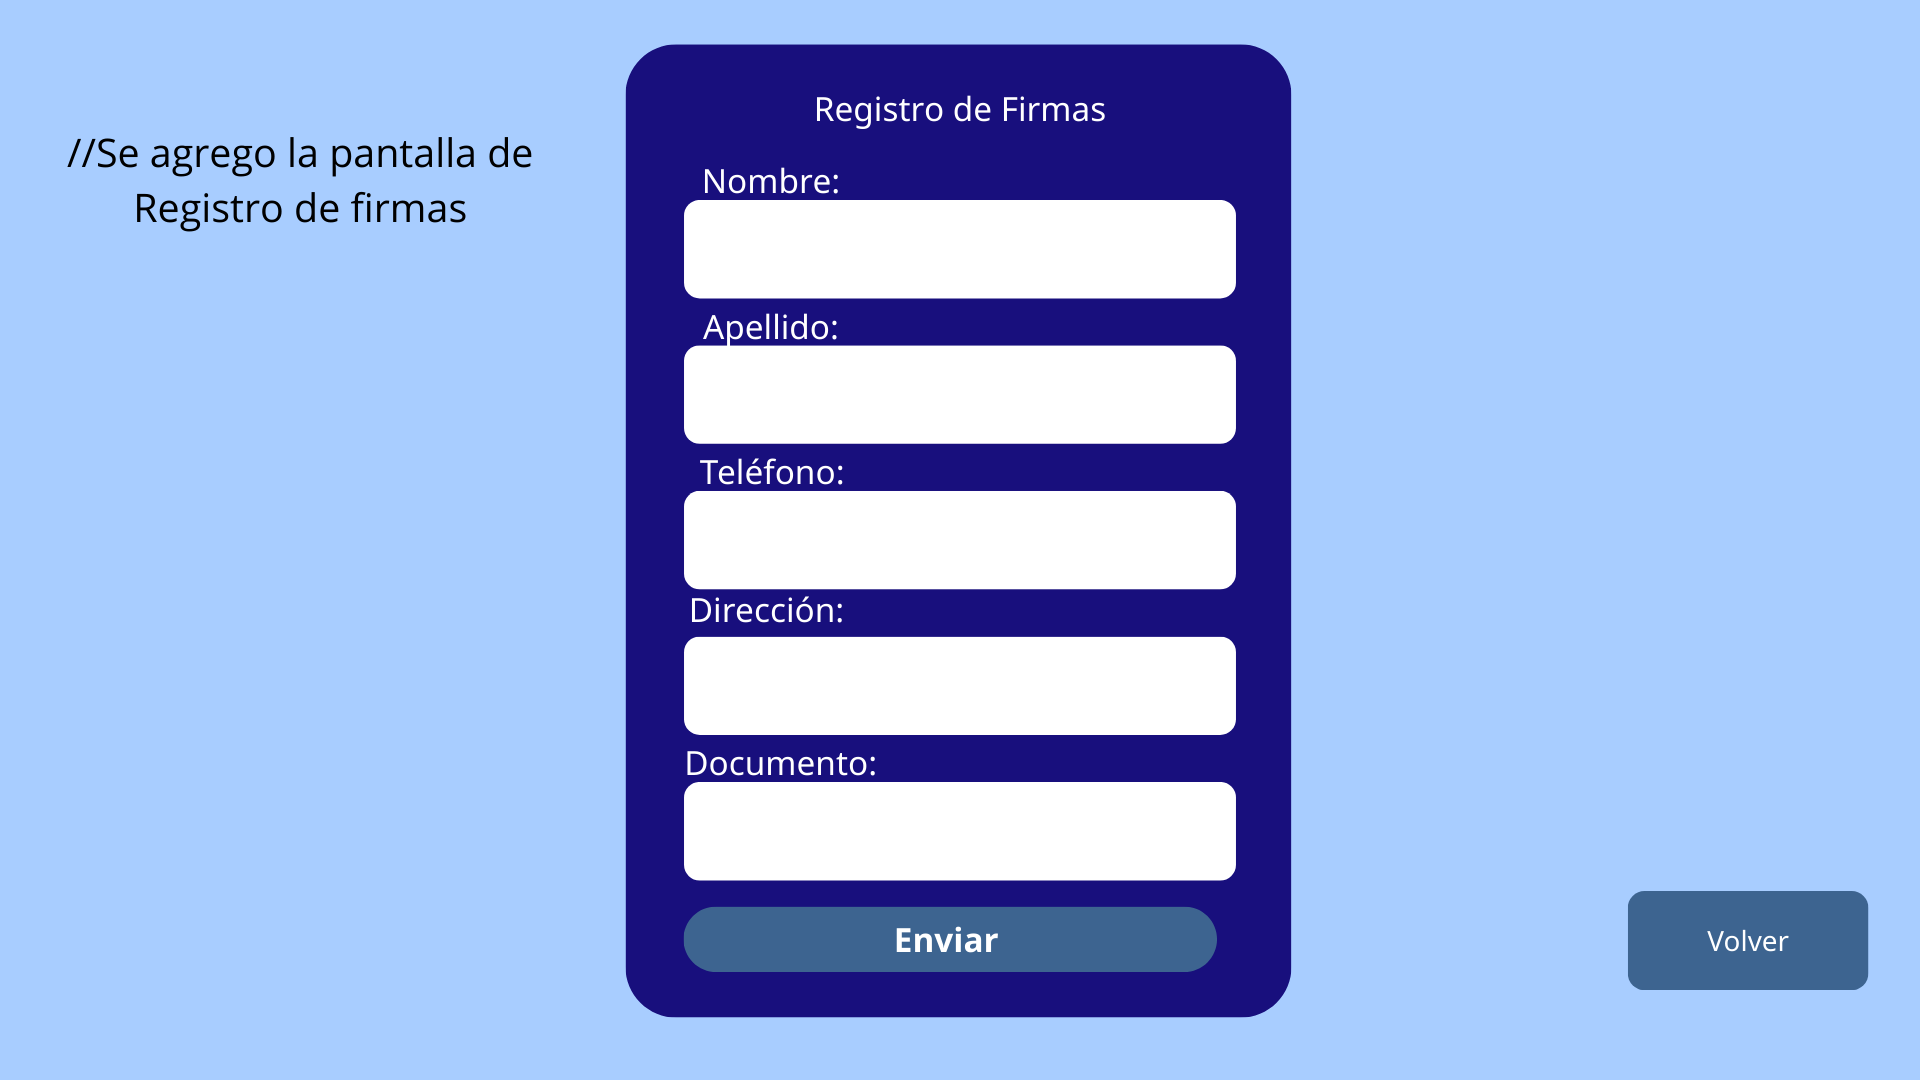 //Se agrego la pantalla de
Registro de firmas
Registro de Firmas
Nombre:
Apellido:
Teléfono:
Dirección:
Documento:
Enviar
Volver